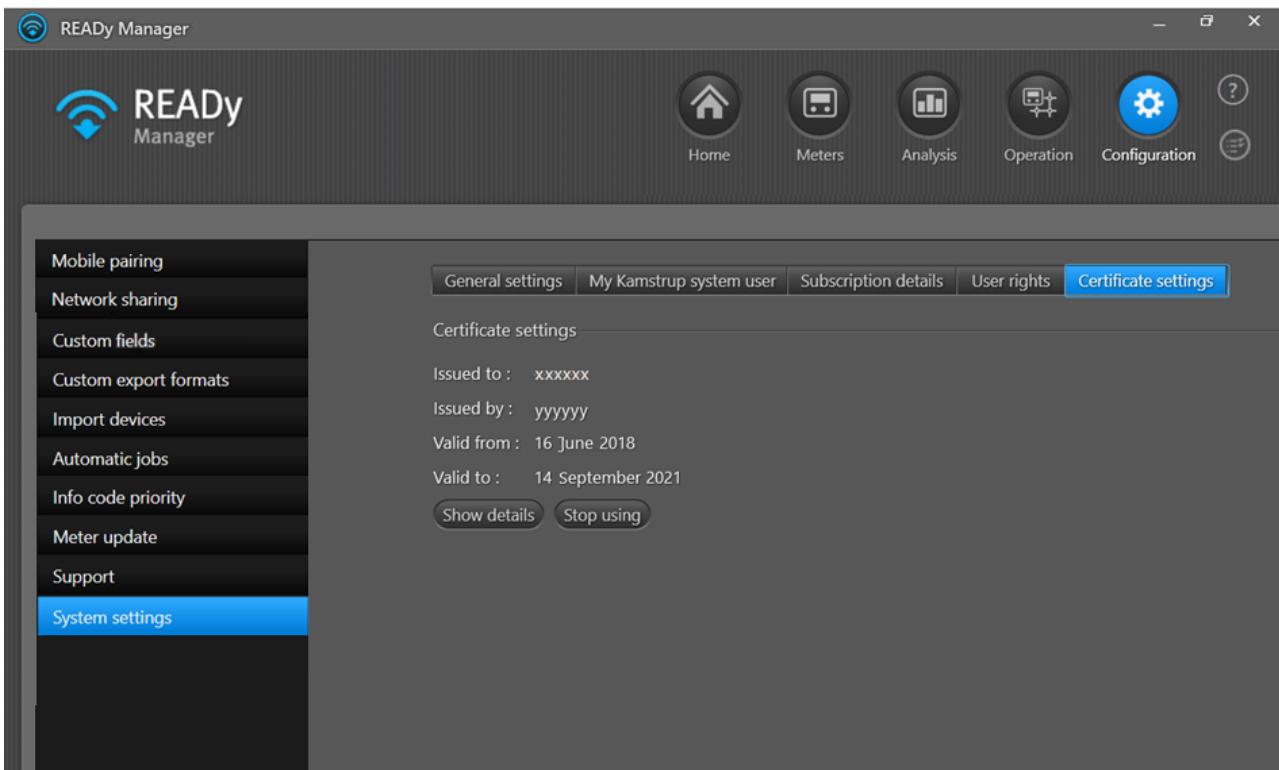 READy Manager
READy
Manager
?
Home
Meters
Analysis
Operation
Configuration
Mobile pairing
Network sharing
Custom fields
Custom export formats
Import devices
Automatic jobs
Info code priority
Meter update
Support
System settings
General settings
My Kamstrup system user
Subscription details
User rights
Certificate settings
Certificate settings
Issued to : xxxxxx
Issued by : yyyyyy
Valid from : 16 June 2018
Valid to : 14 September 2021
Show details
Stop using